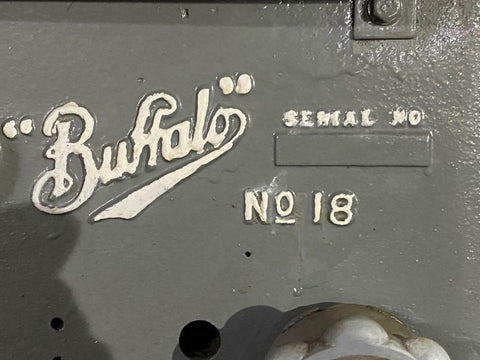 "Buffalo"
SERIAL NO
No 18